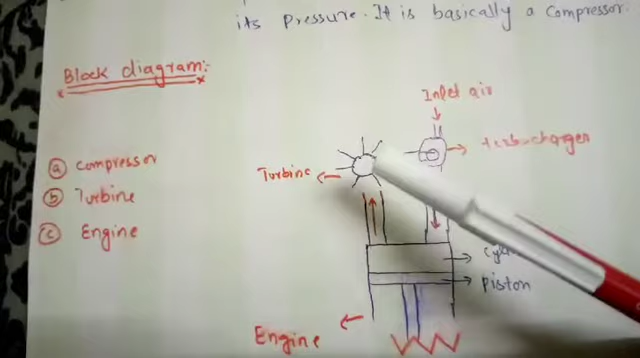 its pressure. It is basically a compressor.
Block diagram:-
Inlet air
turbocharger
a compressor
Turbine
b Turbine
c Engine
piston
Engine